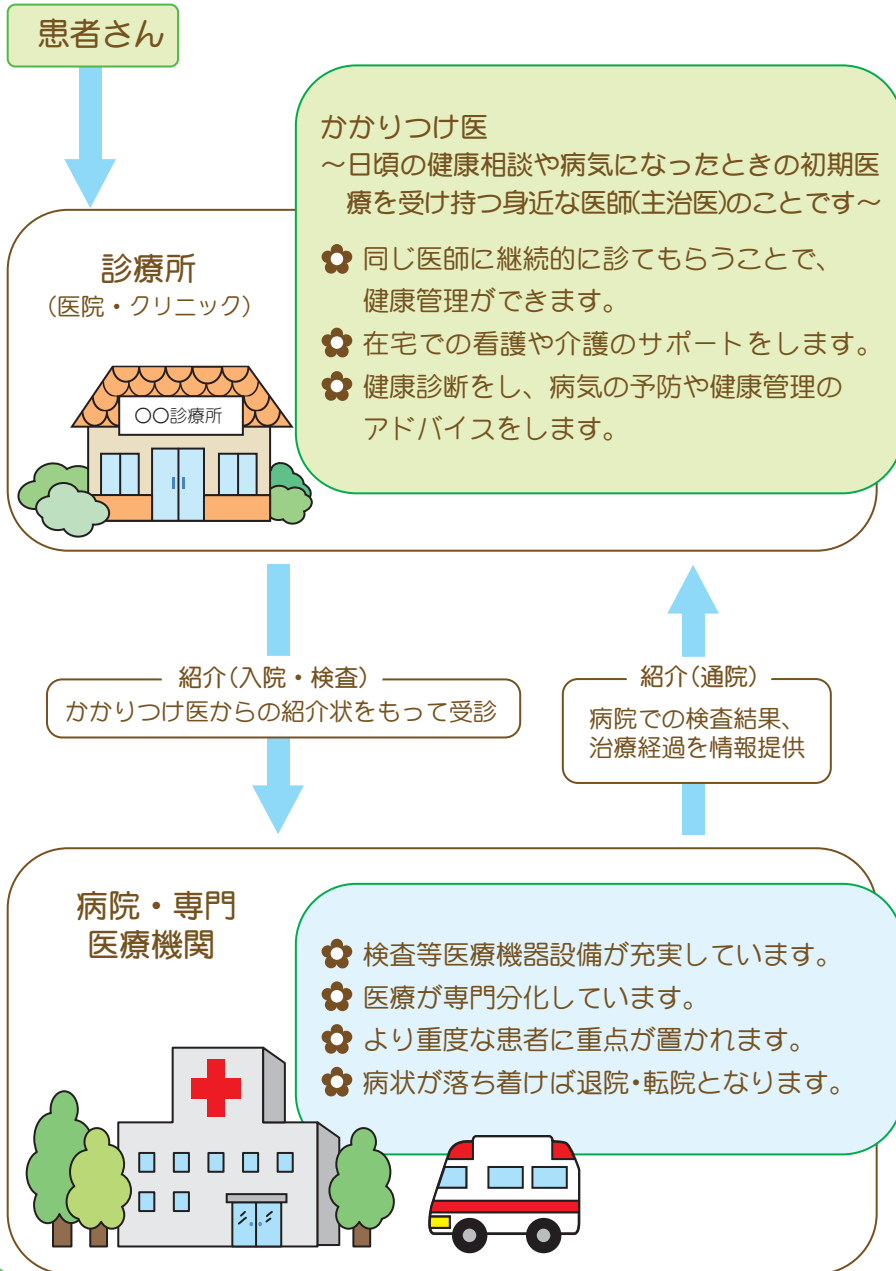 患者さん
かかりつけ医
～日頃の健康相談や病気になったときの初期医
療を受け持つ身近な医師(主治医)のことです～
同じ医師に継続的に診てもらうことで、
健康管理ができます。
在宅での看護や介護のサポートをします。
健康診断をし、病気の予防や健康管理の
アドバイスをします。
診療所
(医院・クリニック)
〇〇診療所
紹介(入院・検査)
かかりつけ医からの紹介状をもって受診
紹介(通院)
病院での検査結果、
治療経過を情報提供
病院・専門
医療機関
検査等医療機器設備が充実しています。
医療が専門分化しています。
より重度な患者に重点が置かれます。
病状が落ち着けば退院・転院となります。